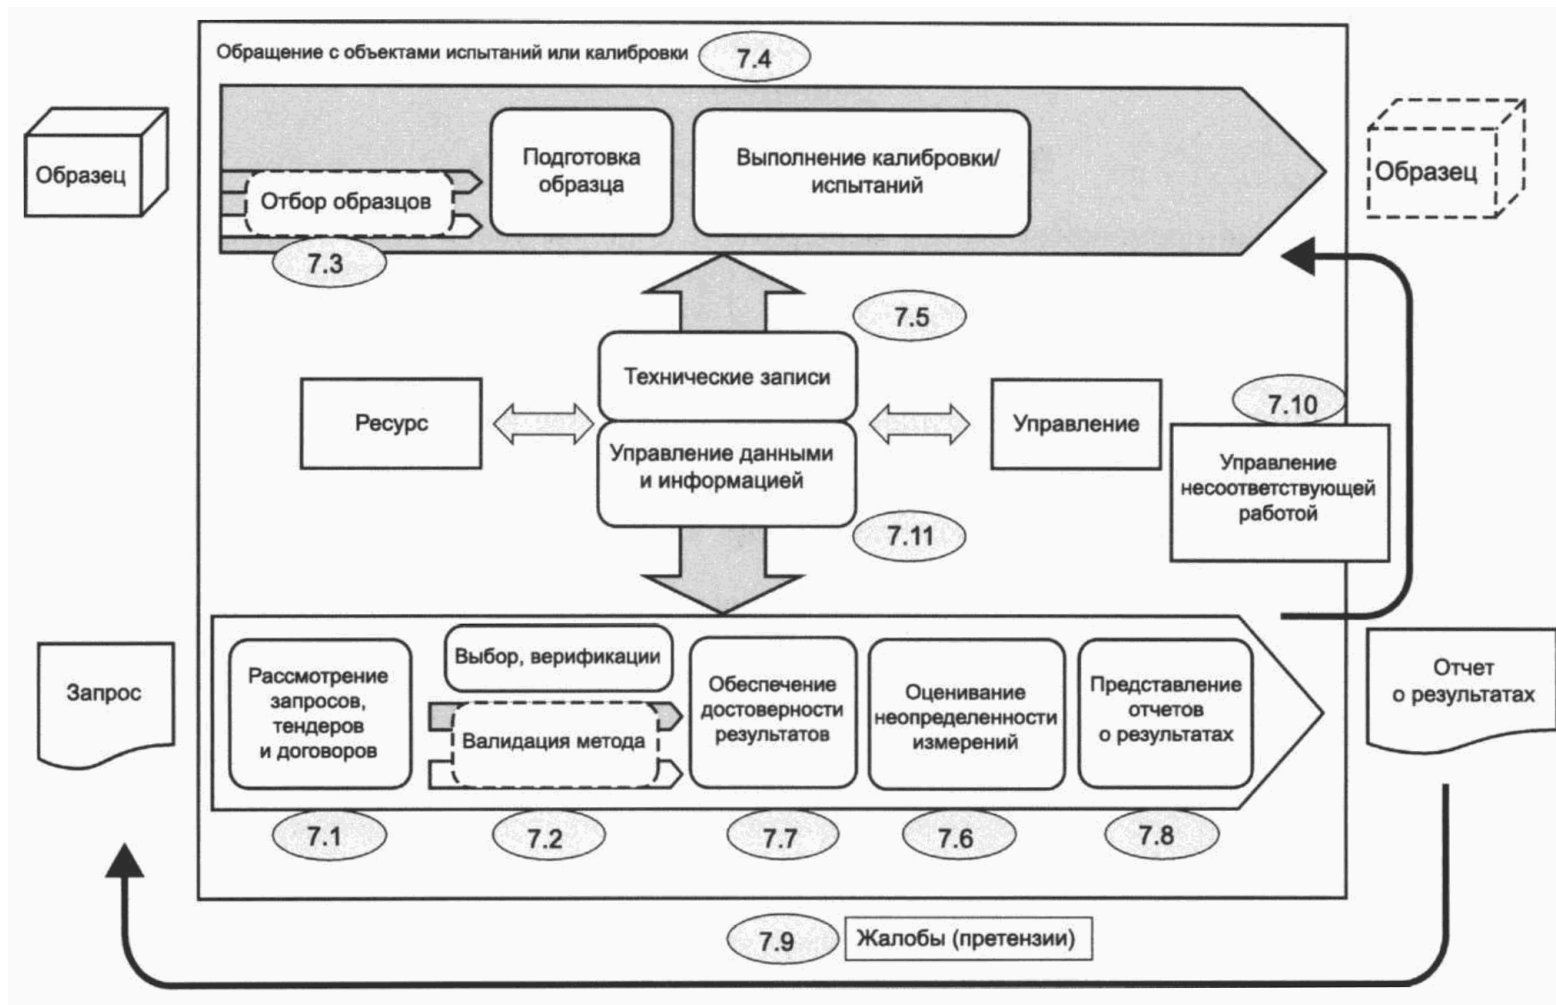 Обращение с объектами испытаний или калибровки
7.4
Образец
Отбор образцов
7.3
Подготовка
образца
Выполнение калибровки/
испытаний
Образец
7.5
Технические записи
Ресурс
Управление
Управление данными
и информацией
7.11
7.10
Управление
несоответствующей
работой
Запрос
Рассмотрение
запросов,
тендеров
и договоров
7.1
Выбор, верификации
Валидация метода
7.2
Обеспечение
достоверности
результатов
7.7
Оценивание
неопределенности
измерений
7.6
Представление
отчетов
о результатах
7.8
Отчет
о результатах
7.9
Жалобы (претензии)